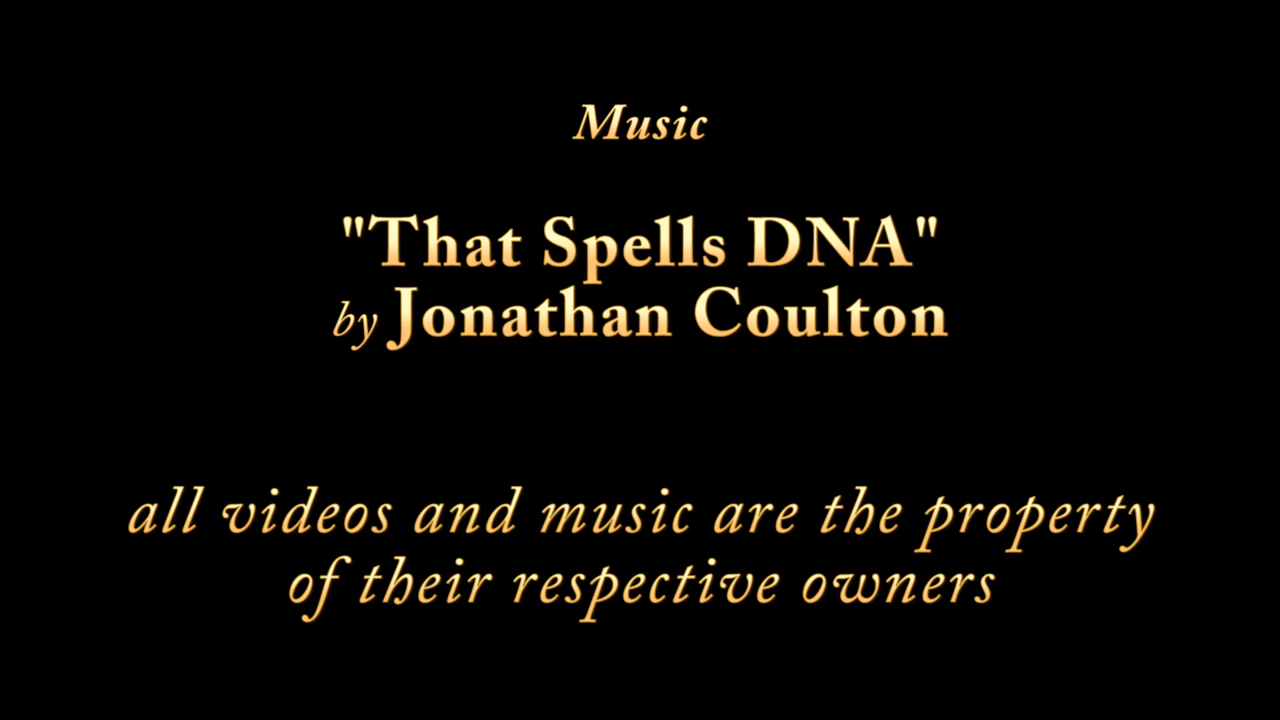 Music
"That Spells DNA"
by Jonathan Coulton
all videos and music are the property
of their respective owners